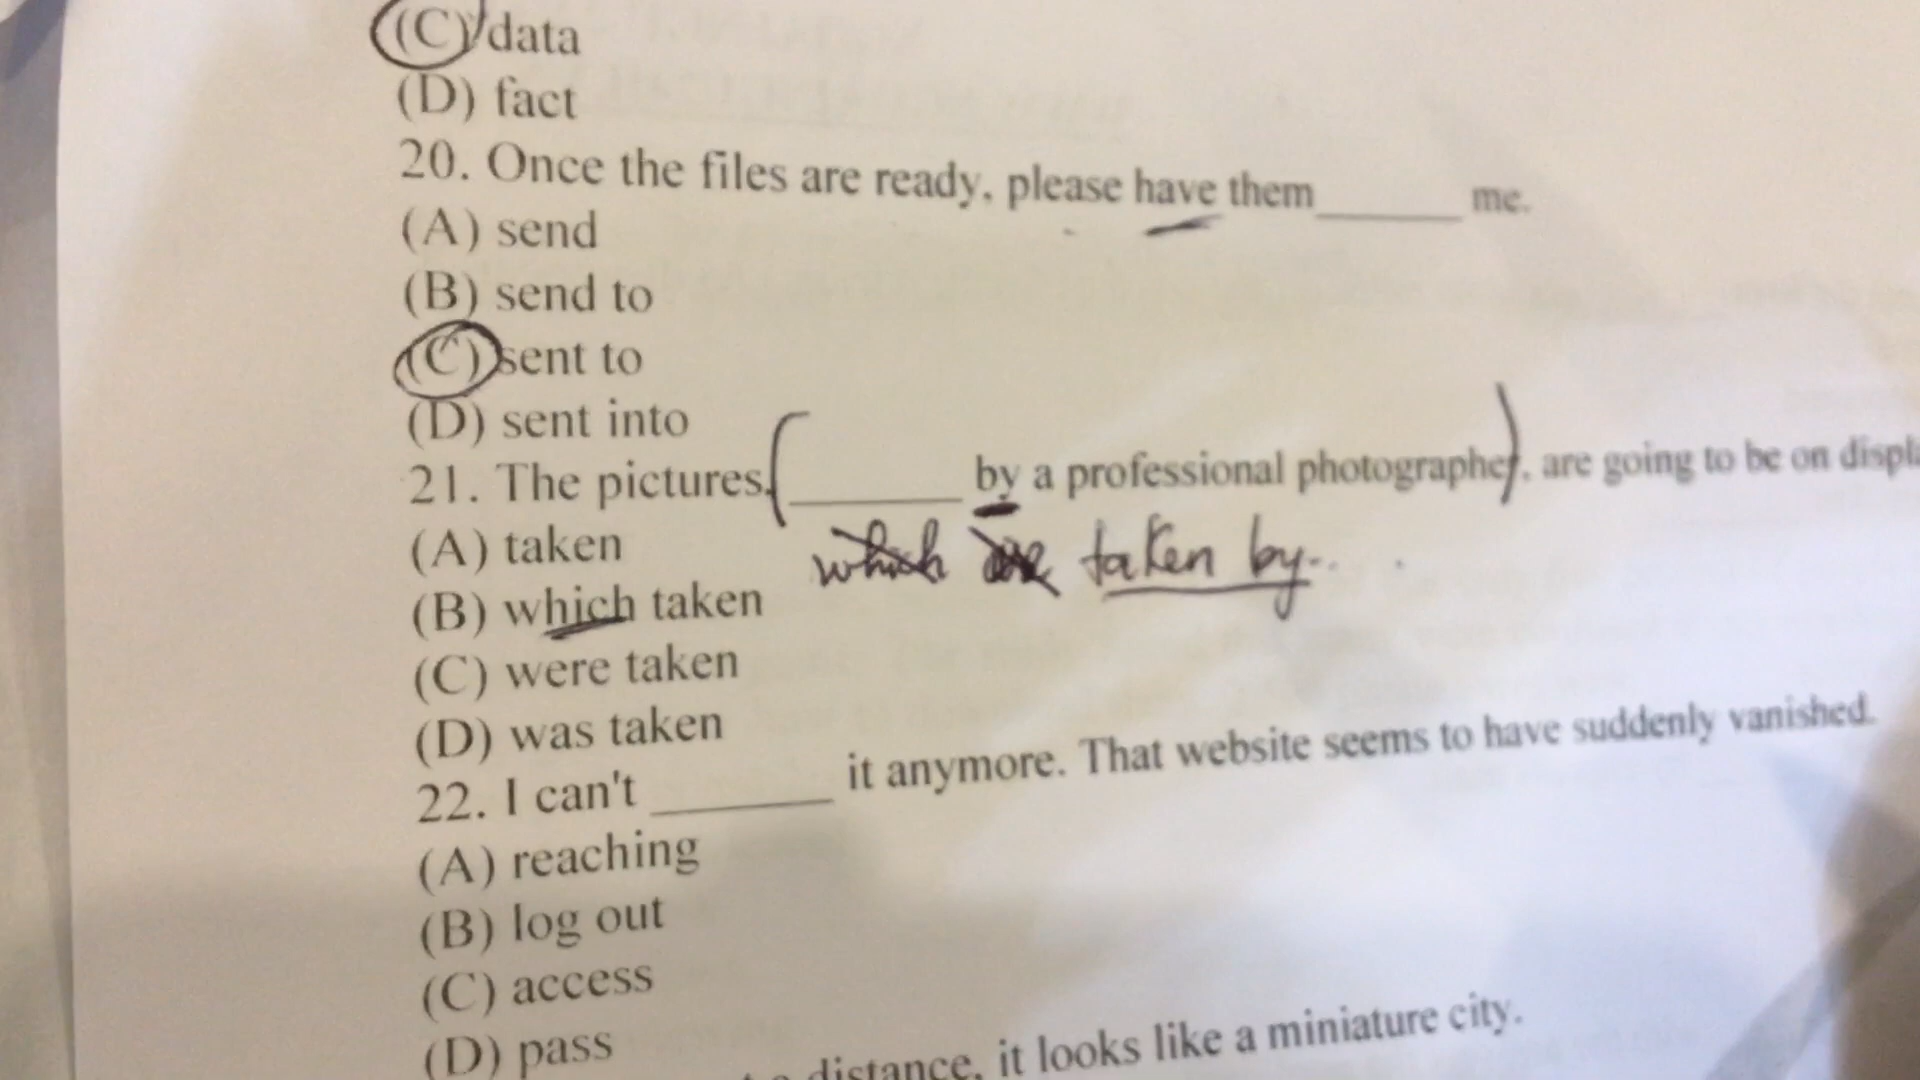 (C) data
(D) fact
20. Once the files are ready, please have them______ me.
(A) send
(B) send to
(C) sent to
(D) sent into
21. The pictures, ( ______ by a professional photographer), are going to be on displa
which are taken by...
(A) taken
(B) which taken
(C) were taken
(D) was taken
22. I can't ______ it anymore. That website seems to have suddenly vanished.
(A) reaching
(B) log out
(C) access
(D) pass
distance, it looks like a miniature city.